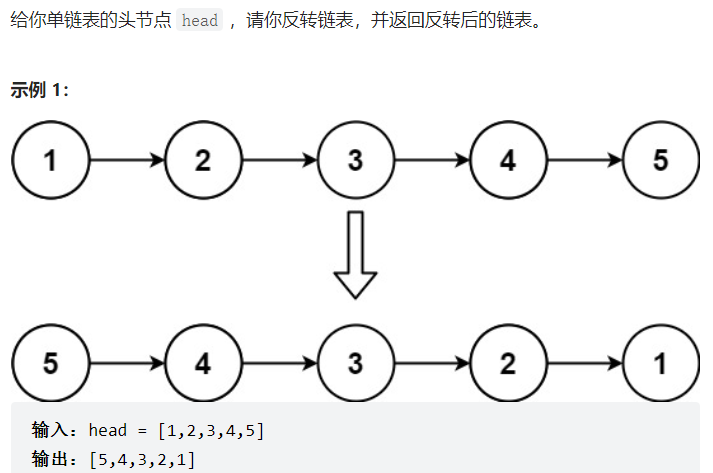 给你单链表的头节点 head ，请你反转链表，并返回反转后的链表。
示例 1：
1 2 3 4 5
5 4 3 2 1
输入：head = [1,2,3,4,5]
输出：[5,4,3,2,1]